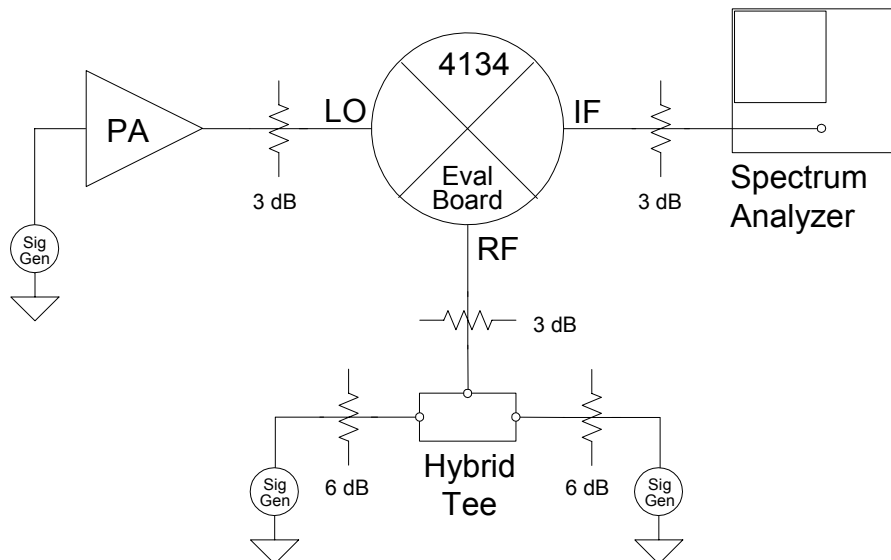 4134
PA
LO
IF
3 dB
Eval
Board
3 dB
Spectrum
Analyzer
Sig
Gen
RF
3 dB
6 dB
Hybrid
Tee
6 dB
Sig
Gen
Sig
Gen